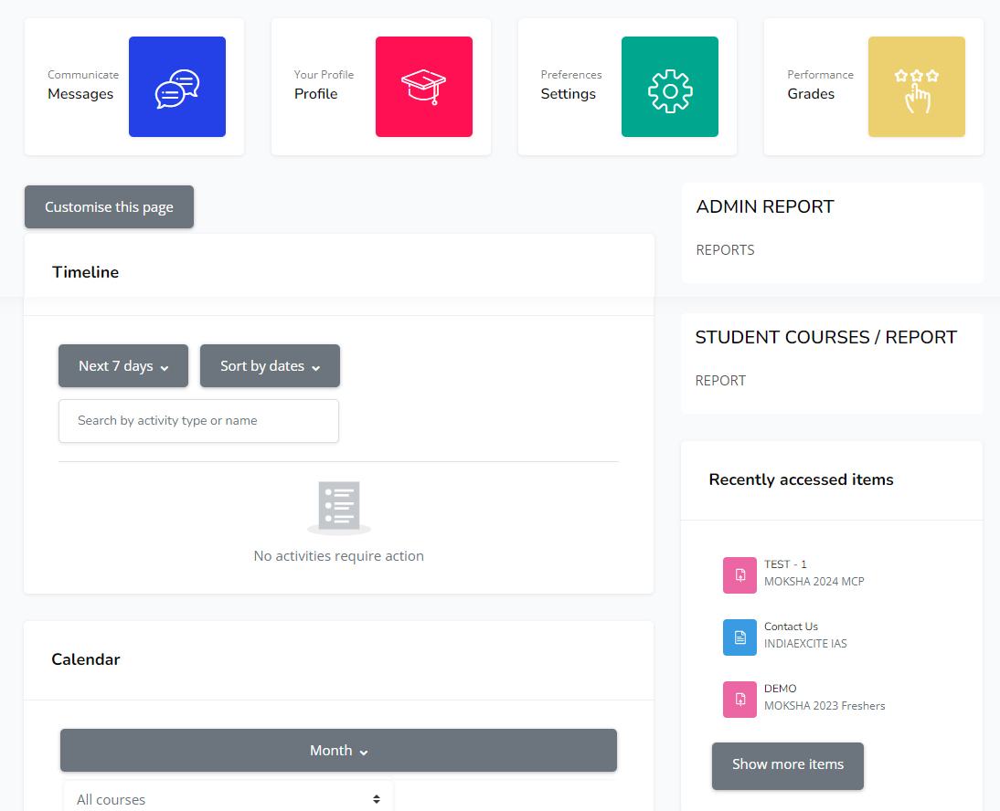 Communicate
Messages
Your Profile
Profile
Preferences
Settings
Performance
Grades
Customise this page
Timeline
Next 7 days
Sort by dates
Search by activity type or name
No activities require action
Calendar
Month
All courses
ADMIN REPORT
REPORTS
STUDENT COURSES / REPORT
REPORT
Recently accessed items
TEST - 1
MOKSHA 2024 MCP
Contact Us
INDIAEXCITE IAS
DEMO
MOKSHA 2023 Freshers
Show more items